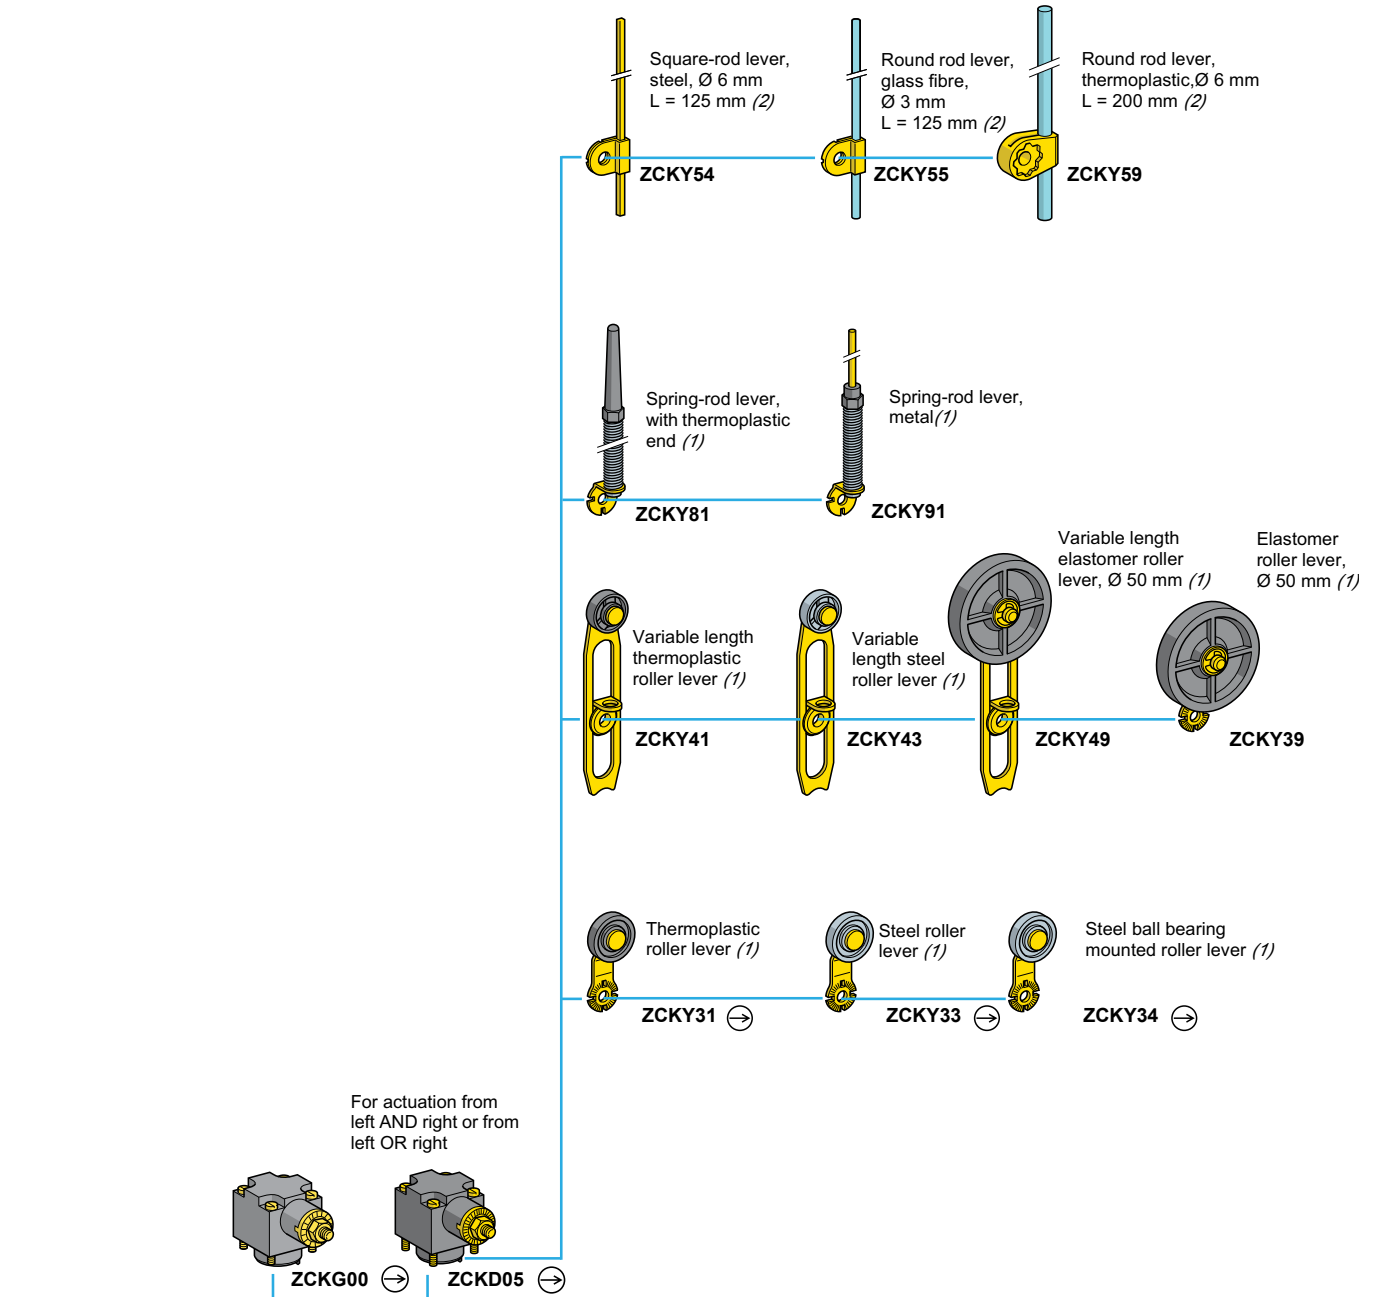 Square-rod lever,
steel, Ø 6 mm
L = 125 mm (2)
ZCKY54
Round rod lever,
glass fibre,
Ø 3 mm
L = 125 mm (2)
ZCKY55
Round rod lever,
thermoplastic,Ø 6 mm
L = 200 mm (2)
ZCKY59
Spring-rod lever,
with thermoplastic
end (1)
ZCKY81
Spring-rod lever,
metal(1)
ZCKY91
Variable length
thermoplastic
roller lever (1)
ZCKY41
Variable
length steel
roller lever (1)
ZCKY43
Variable length
elastomer roller
lever, Ø 50 mm (1)
ZCKY49
Elastomer
roller lever,
Ø 50 mm (1)
ZCKY39
Thermoplastic
roller lever (1)
ZCKY31
Steel roller
lever (1)
ZCKY33
Steel ball bearing
mounted roller lever (1)
ZCKY34
For actuation from
left AND right or from
left OR right
ZCKG00
ZCKD05